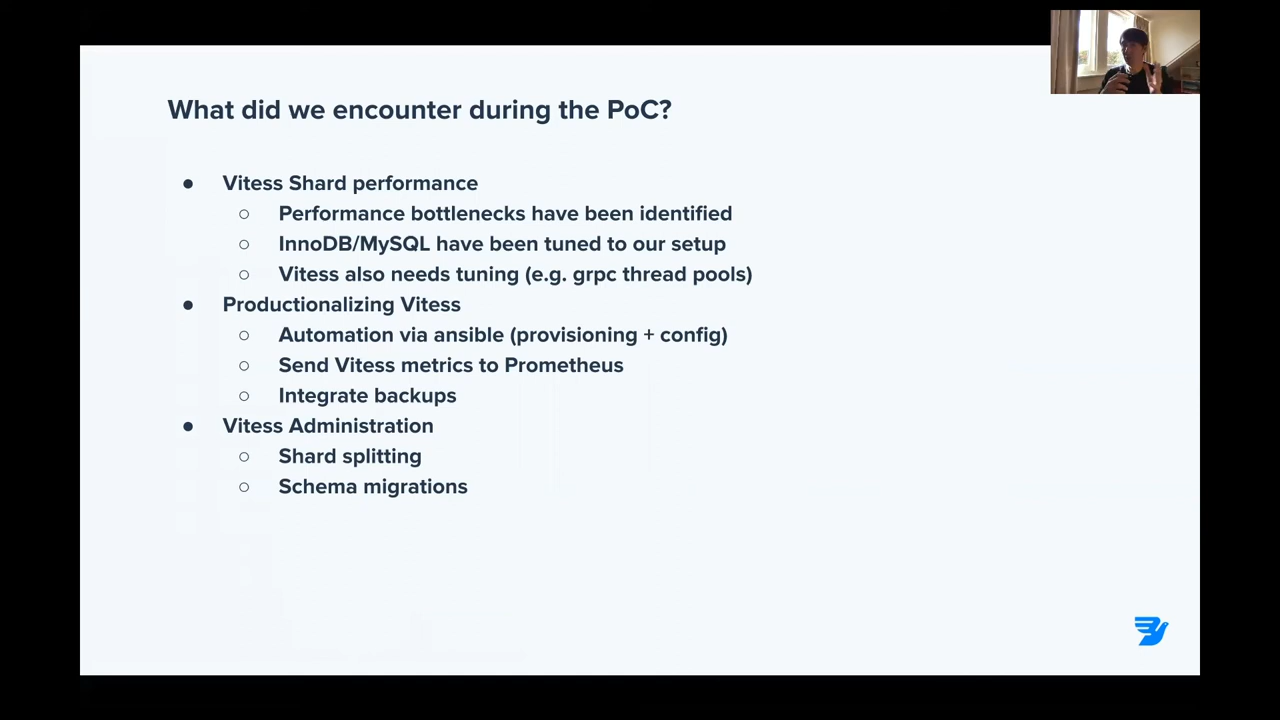 What did we encounter during the PoC?
● Vitess Shard performance
○ Performance bottlenecks have been identified
○ InnoDB/MySQL have been tuned to our setup
○ Vitess also needs tuning (e.g. grpc thread pools)
● Productionalizing Vitess
○ Automation via ansible (provisioning + config)
○ Send Vitess metrics to Prometheus
○ Integrate backups
● Vitess Administration
○ Shard splitting
○ Schema migrations